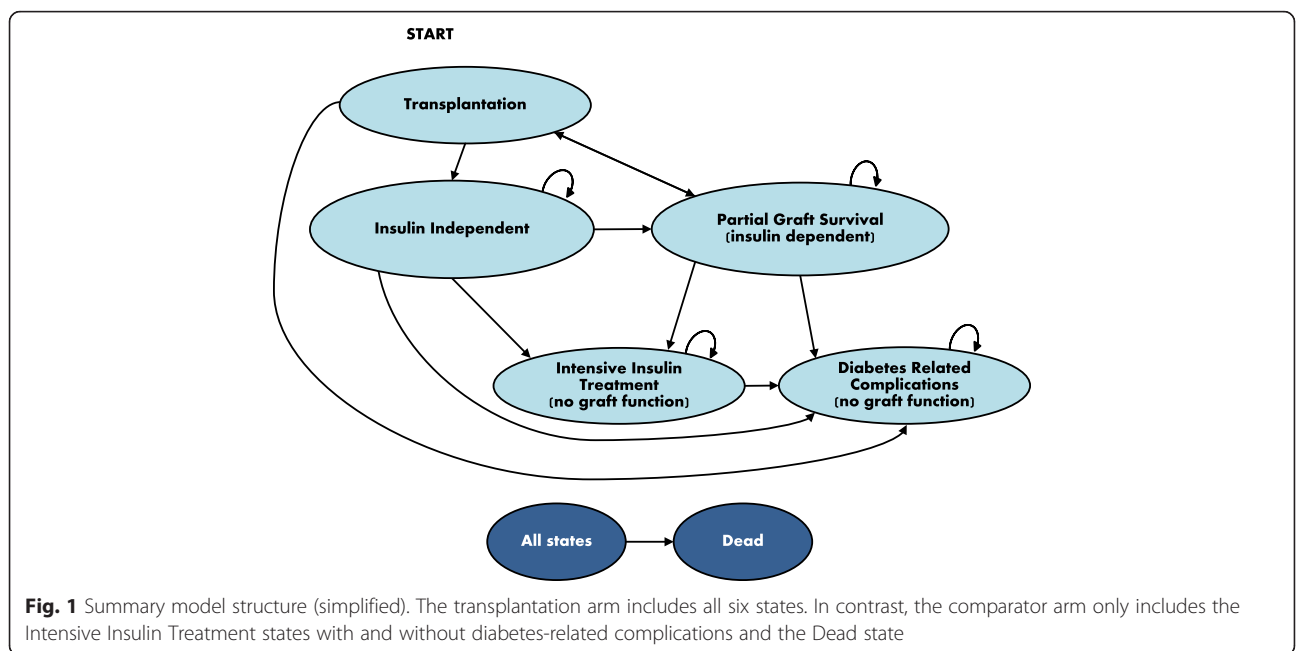 START
Transplantation
Insulin Independent
Partial Graft Survival
(insulin dependent)
Intensive Insulin
Treatment
(no graft function)
Diabetes Related
Complications
(no graft function)
All states
Dead
Fig. 1 Summary model structure (simplified). The transplantation arm includes all six states. In contrast, the comparator arm only includes the
Intensive Insulin Treatment states with and without diabetes-related complications and the Dead state